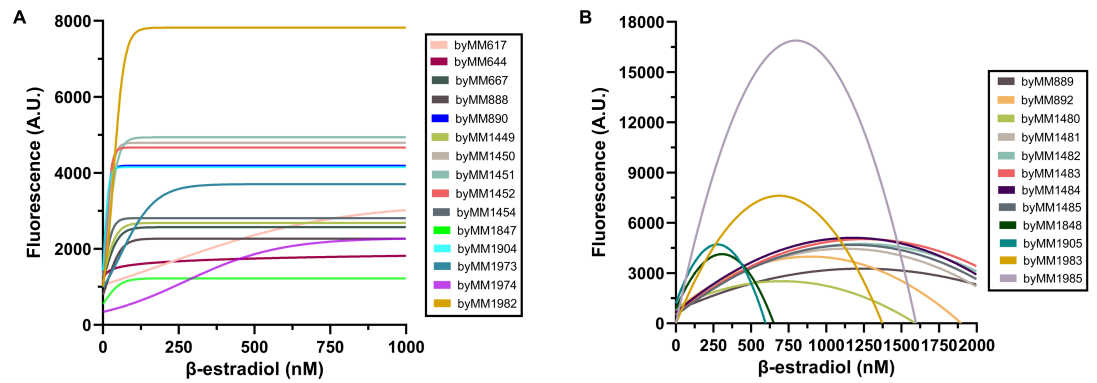 A
Fluorescence (A.U.)
8000
6000
4000
2000
0
0
250
500
750
1000
β-estradiol (nM)
byMM617
byMM644
byMM667
byMM888
byMM890
byMM1449
byMM1450
byMM1451
byMM1452
byMM1454
byMM1847
byMM1904
byMM1973
byMM1974
byMM1982
B
Fluorescence (A.U.)
18000
15000
12000
9000
6000
3000
0
0
250
500
750
1000
1250
1500
1750
2000
β-estradiol (nM)
byMM889
byMM892
byMM1480
byMM1481
byMM1482
byMM1483
byMM1484
byMM1485
byMM1848
byMM1905
byMM1983
byMM1985